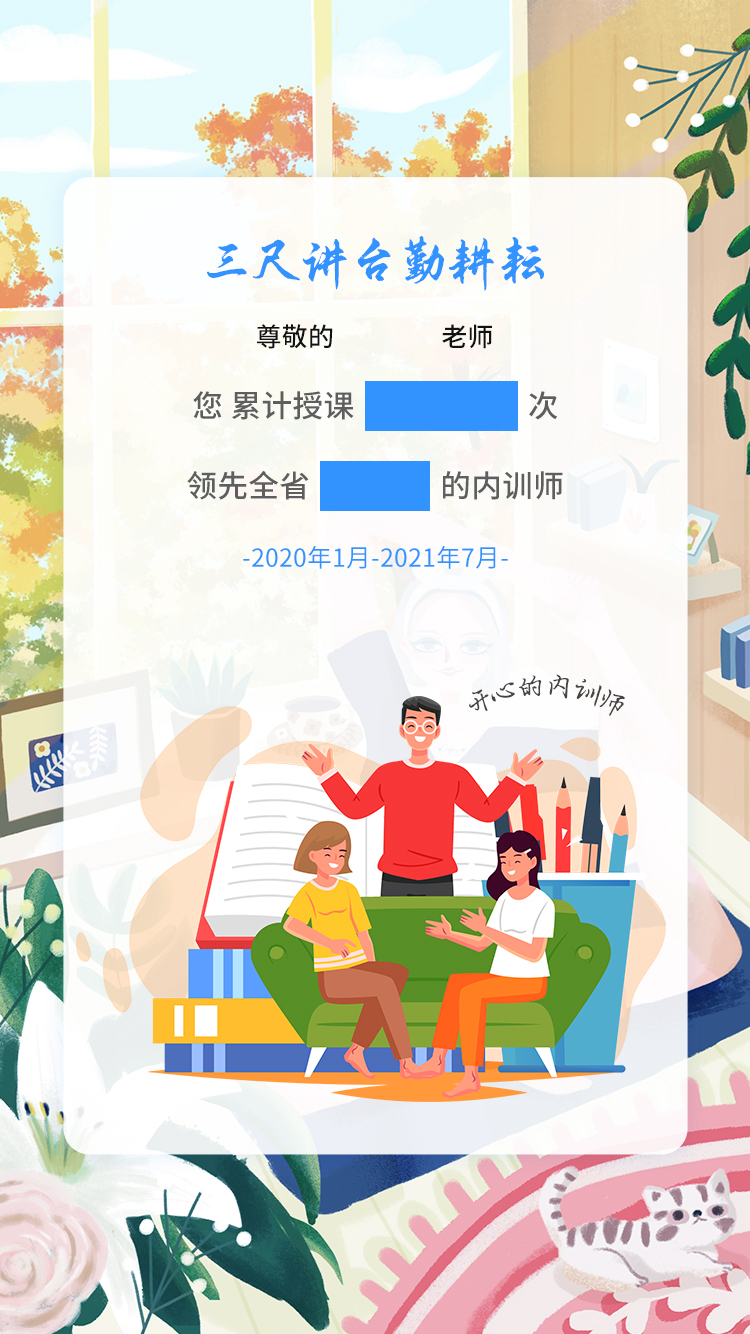 三尺讲台勤耕耘
尊敬的 老师
您 累计授课 次
领先全省 的内训师
-2020年1月-2021年7月-
开心的内训师